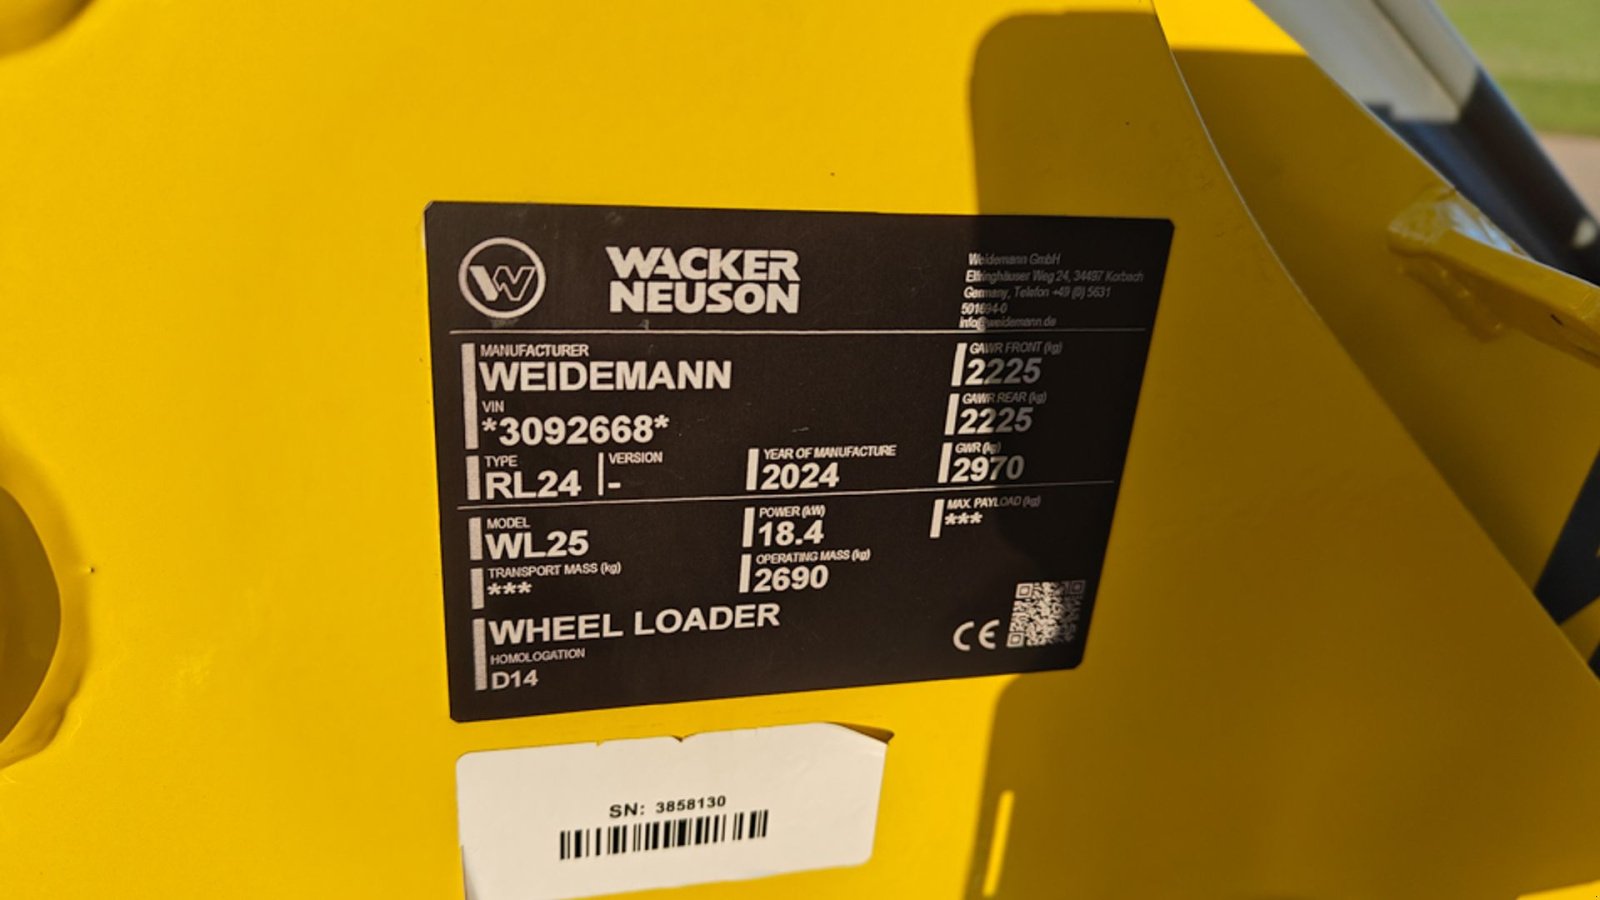 WACKER
NEUSON
Weidemann GmbH
Elfringhäuser Weg 24, 34497 Korbach
Germany, Telefon +49 (0) 5631
501694-0
info@weidemann.de
MANUFACTURER
WEIDEMANN
VIN
*3092668*
TYPE
RL24
VERSION
-
YEAR OF MANUFACTURE
2024
GAWR FRONT (kg)
2225
GAWR REAR (kg)
2225
GWR (kg)
2970
MODEL
WL25
TRANSPORT MASS (kg)
***
POWER (kW)
18.4
OPERATING MASS (kg)
2690
MAX. PAYLOAD (kg)
***
WHEEL LOADER
HOMOLOGATION
D14
CE
SN: 3858130